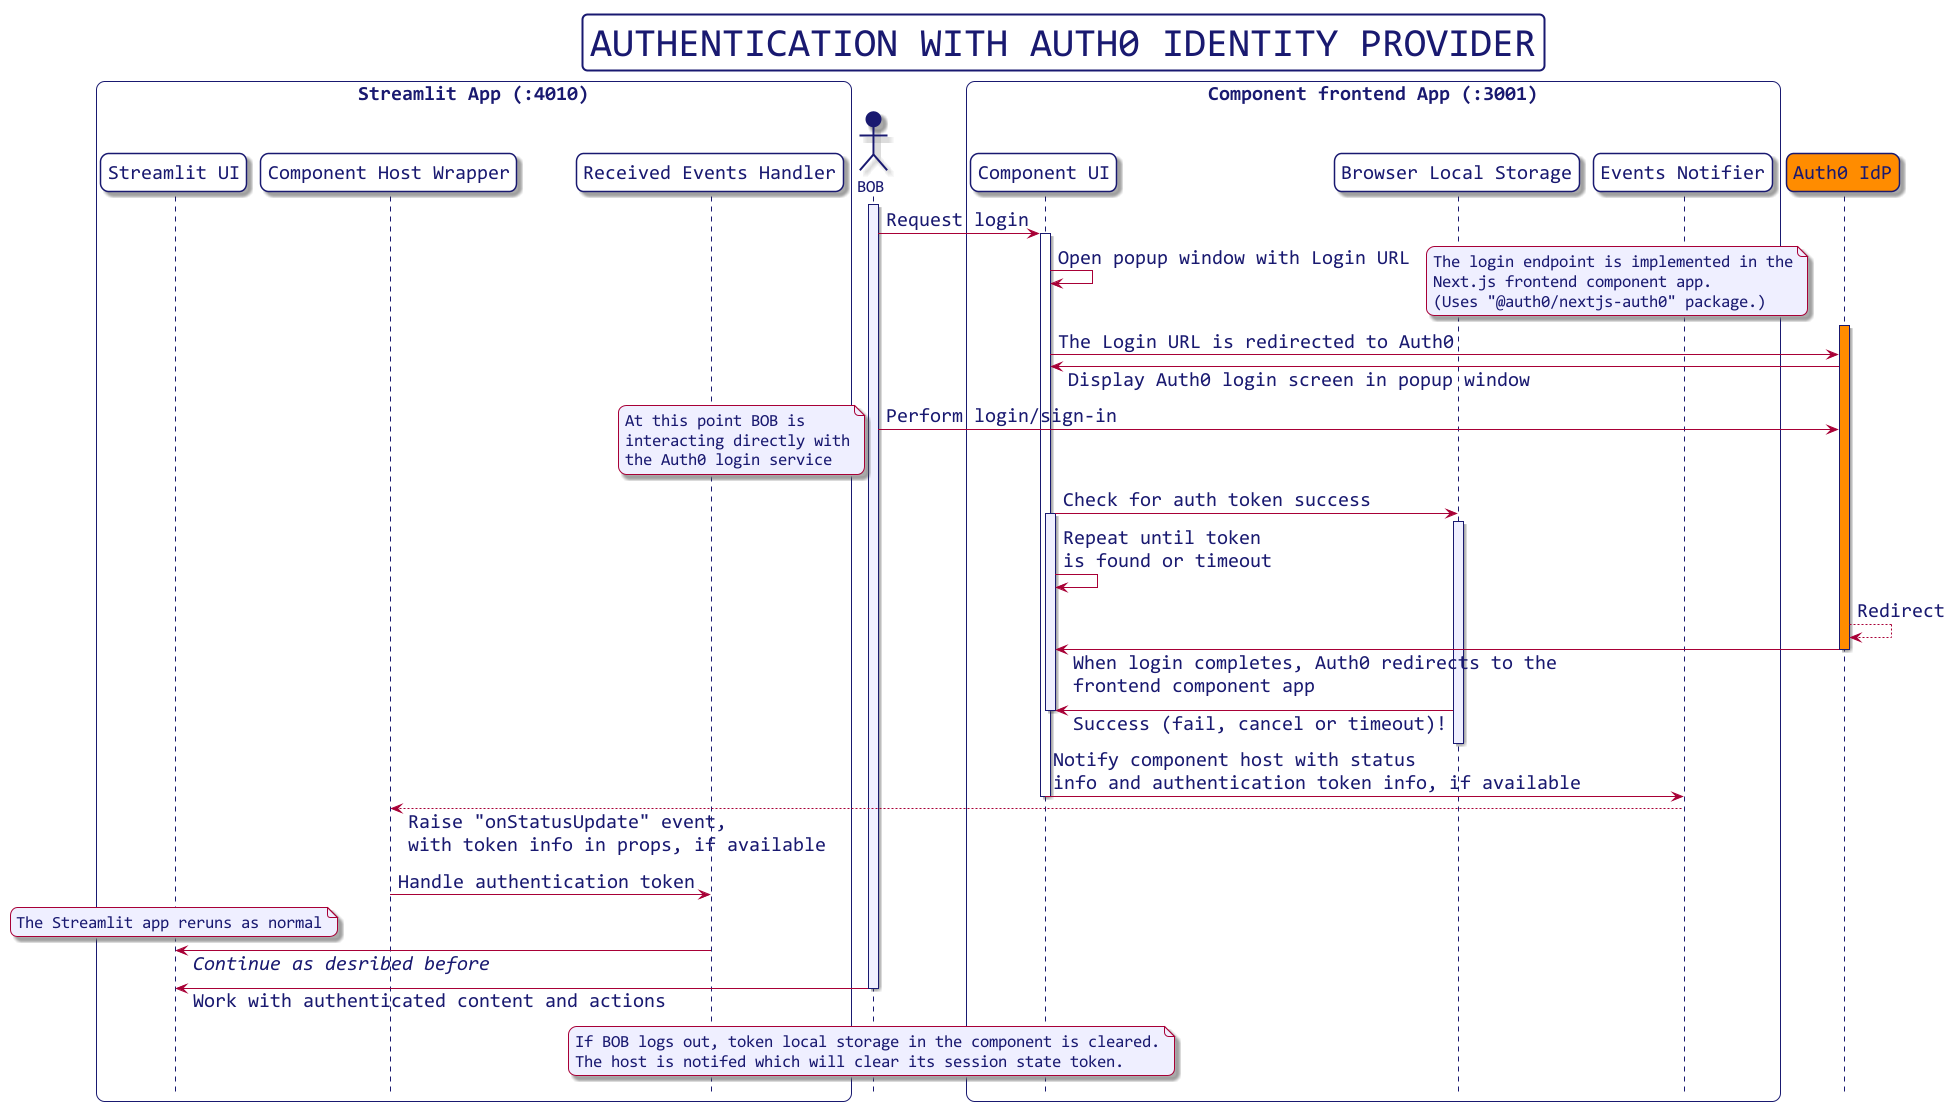 AUTHENTICATION WITH AUTH0 IDENTITY PROVIDER
Streamlit App (:4010)
Component frontend App (:3001)
Streamlit UI
Component Host Wrapper
Received Events Handler
BOB
Component UI
Browser Local Storage
Events Notifier
Auth0 IdP
Request login
Open popup window with Login URL
The login endpoint is implemented in the
Next.js frontend component app.
(Uses "@auth0/nextjs-auth0" package.)
The Login URL is redirected to Auth0
Display Auth0 login screen in popup window
Perform login/sign-in
At this point BOB is
interacting directly with
the Auth0 login service
Check for auth token success
Repeat until token
is found or timeout
Redirect
When login completes, Auth0 redirects to the
frontend component app
Success (fail, cancel or timeout)!
Notify component host with status
info and authentication token info, if available
Raise "onStatusUpdate" event,
with token info in props, if available
Handle authentication token
The Streamlit app reruns as normal
Continue as desribed before
Work with authenticated content and actions
If BOB logs out, token local storage in the component is cleared.
The host is notifed which will clear its session state token.